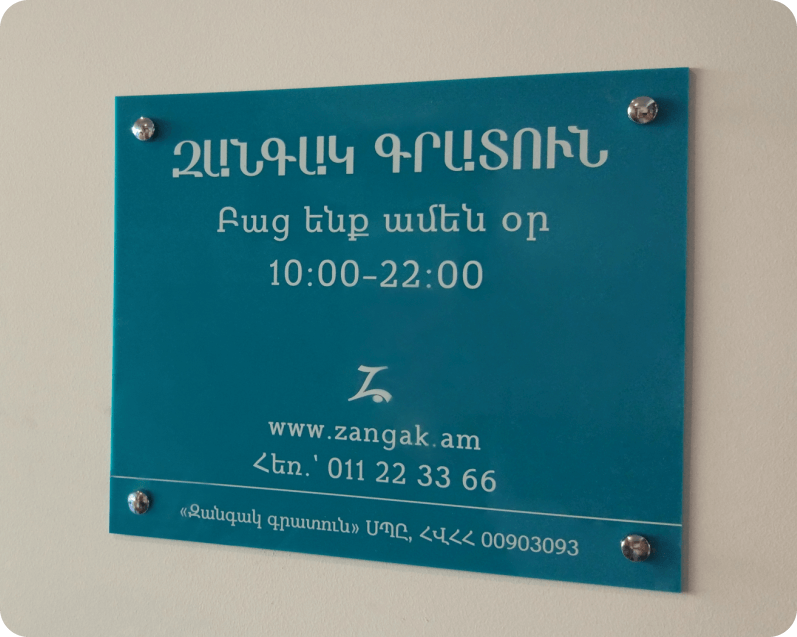 ԶԱՆԳԱԿ ԳՐԱՏՈՒՆ
Բաց ենք ամեն օր
10:00-22:00
www.zangak.am
Հեռ.՝ 011 22 33 66
«Զանգակ գրատուն» ՍՊԸ, ՀՎՀՀ 00903093